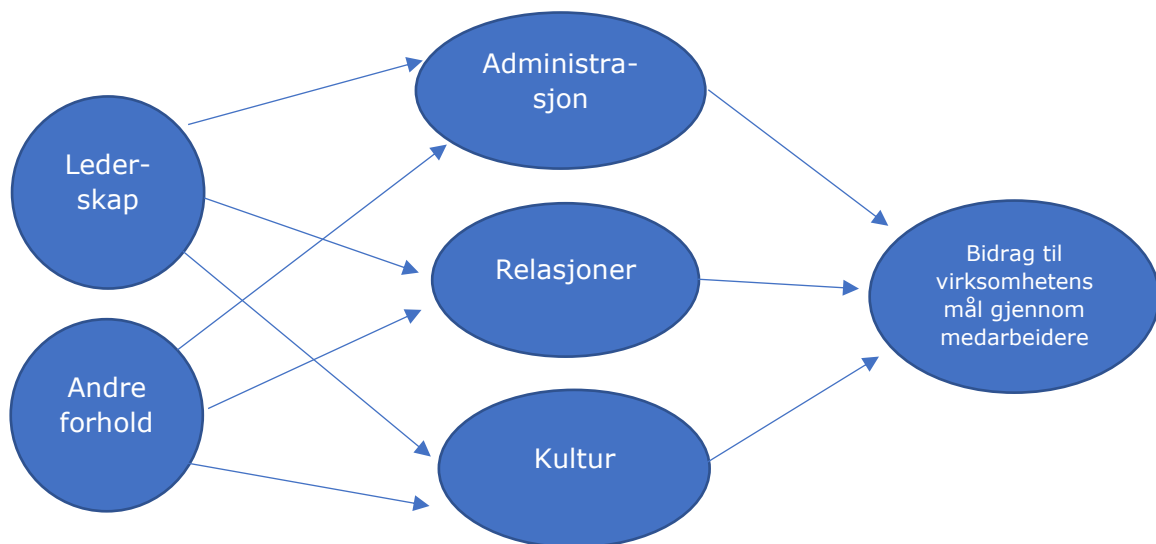 Administra-
sjon
Leder-
skap
Relasjoner
Bidrag til
virksomhetens
mål gjennom
medarbeidere
Andre
forhold
Kultur